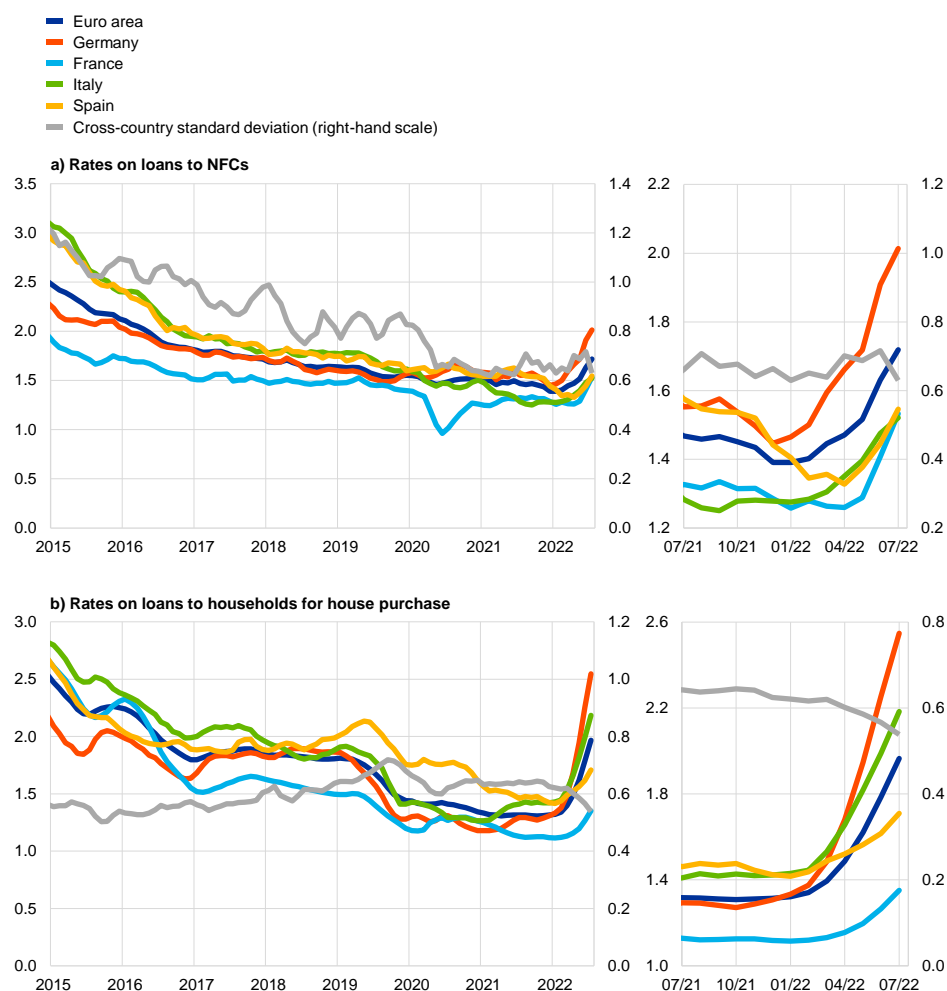 Euro area
Germany
France
Italy
Spain
Cross-country standard deviation (right-hand scale)
a) Rates on loans to NFCs
3.5 1.4 2.2 1.2
3.0 1.2 2.0 1.0
2.5 1.0
2.0 0.8 1.8 0.8
1.5 0.6 1.6 0.6
1.0 0.4 1.4 0.4
0.5 0.2
0.0 0.0 1.2 0.2
2015 2016 2017 2018 2019 2020 2021 2022 07/21 10/21 01/22 04/22 07/22
b) Rates on loans to households for house purchase
3.0 1.2 2.6 0.8
2.5 1.0
2.2 0.6
2.0 0.8
1.5 0.6 1.8 0.4
1.0 0.4
1.4 0.2
0.5 0.2
0.0 0.0 1.0 0.0
2015 2016 2017 2018 2019 2020 2021 2022 07/21 10/21 01/22 04/22 07/22